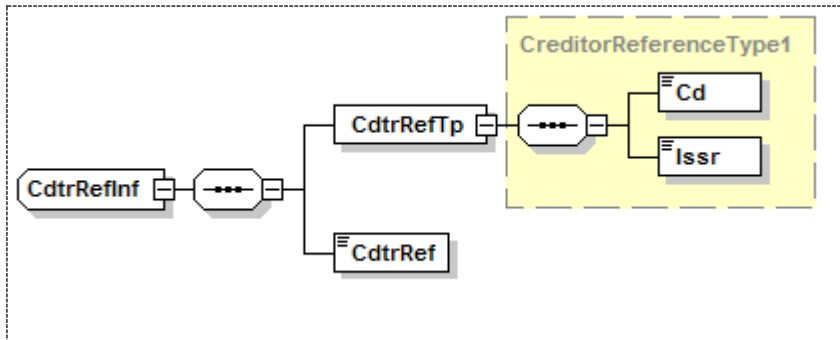 CreditorReferenceType1
Cd
CdtrRefTp
Issr
CdtrRefInf
CdtrRef